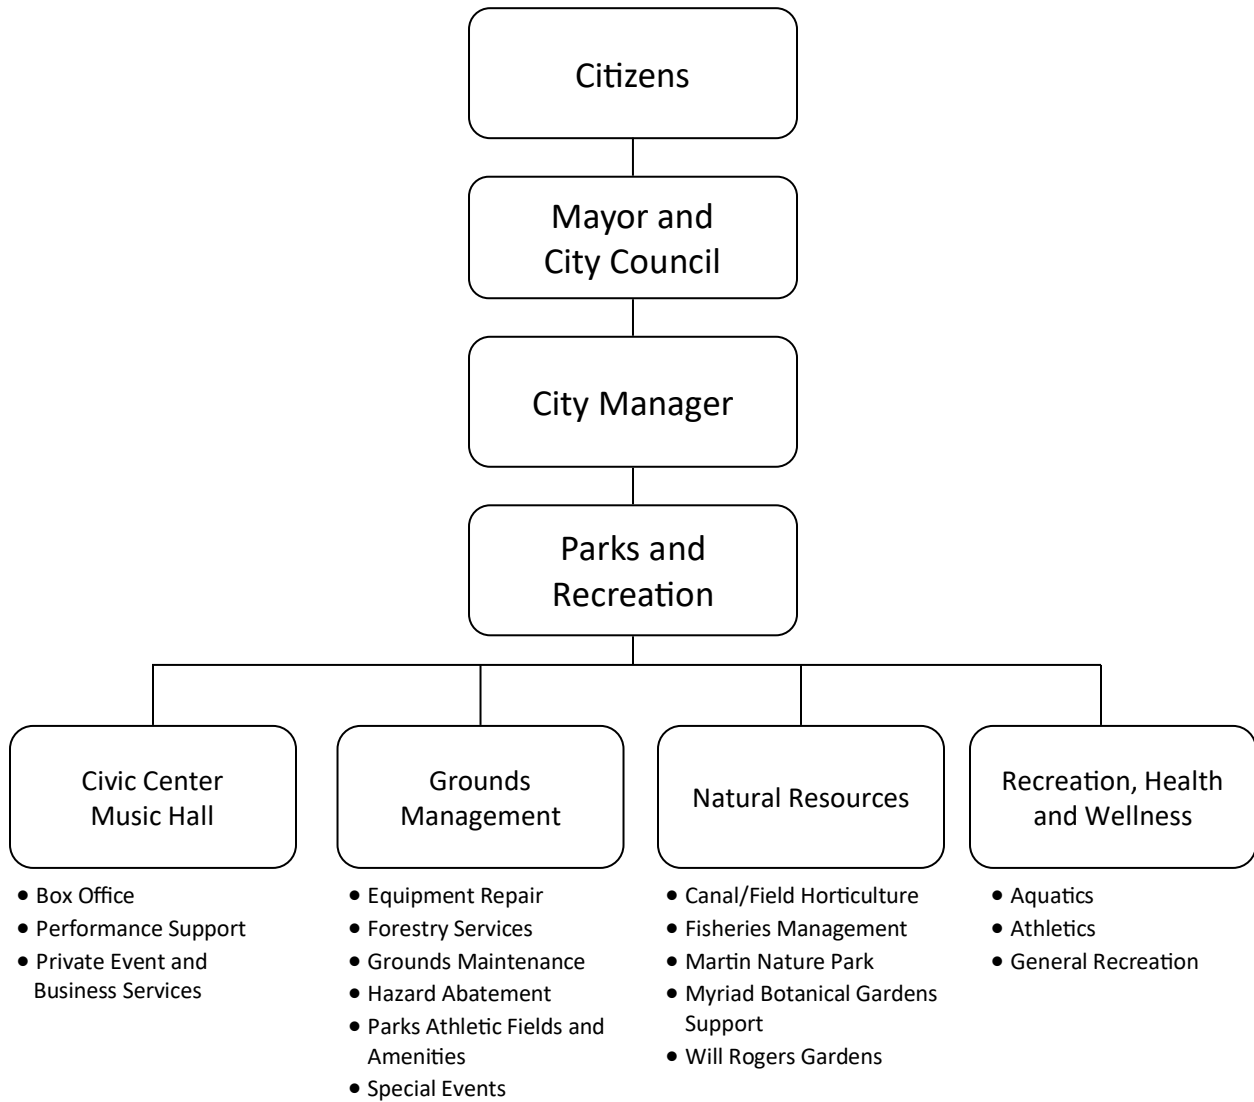 Citizens
Mayor and
City Council
City Manager
Parks and
Recreation
Civic Center
Music Hall
• Box Office
• Performance Support
• Private Event and
Business Services
Grounds
Management
• Equipment Repair
• Forestry Services
• Grounds Maintenance
• Hazard Abatement
• Parks Athletic Fields and
Amenities
• Special Events
Natural Resources
• Canal/Field Horticulture
• Fisheries Management
• Martin Nature Park
• Myriad Botanical Gardens
Support
• Will Rogers Gardens
Recreation, Health
and Wellness
• Aquatics
• Athletics
• General Recreation